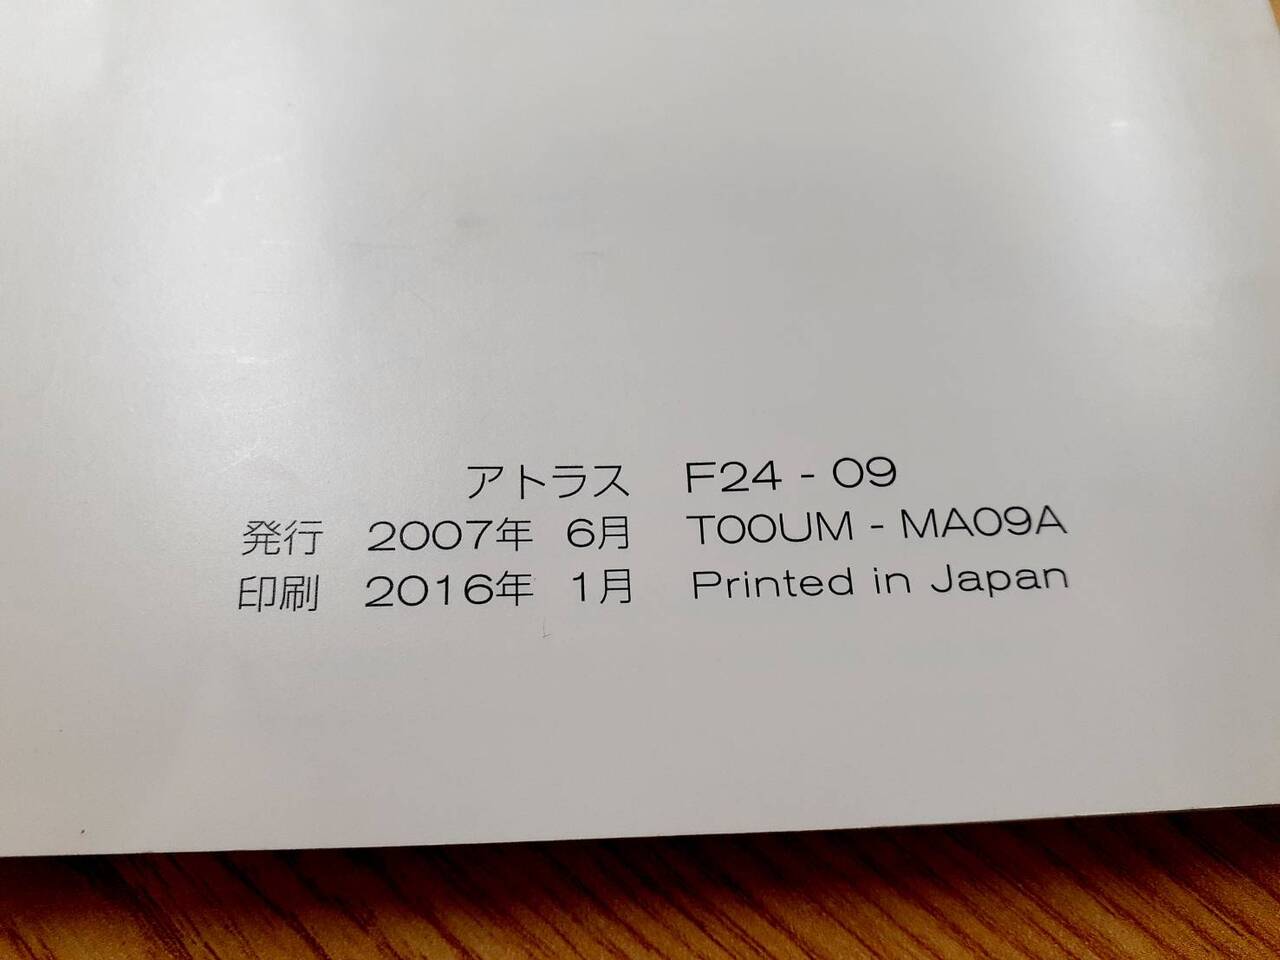 アトラス F24 - 09
発行 2007年 6月 T00UM - MA09A
印刷 2016年 1月 Printed in Japan